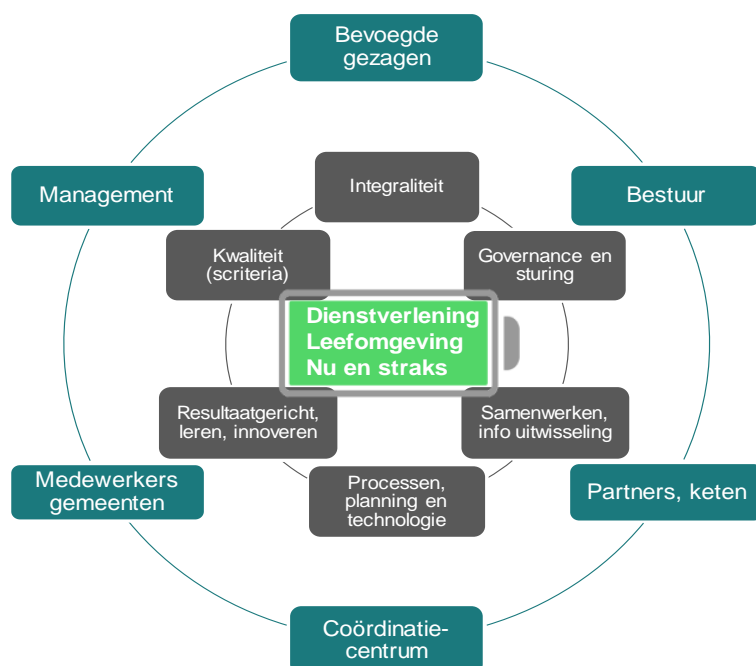 Bevoegde
gezagen
Management
Bestuur
Integraliteit
Kwaliteit
(scriteria)
Governance en
sturing
Dienstverlening
Leefomgeving
Nu en straks
Resultaatgericht,
leren, innoveren
Samenwerken,
info uitwisseling
Medewerkers
gemeenten
Processen,
planning en
technologie
Partners, keten
Coördinatie-
centrum